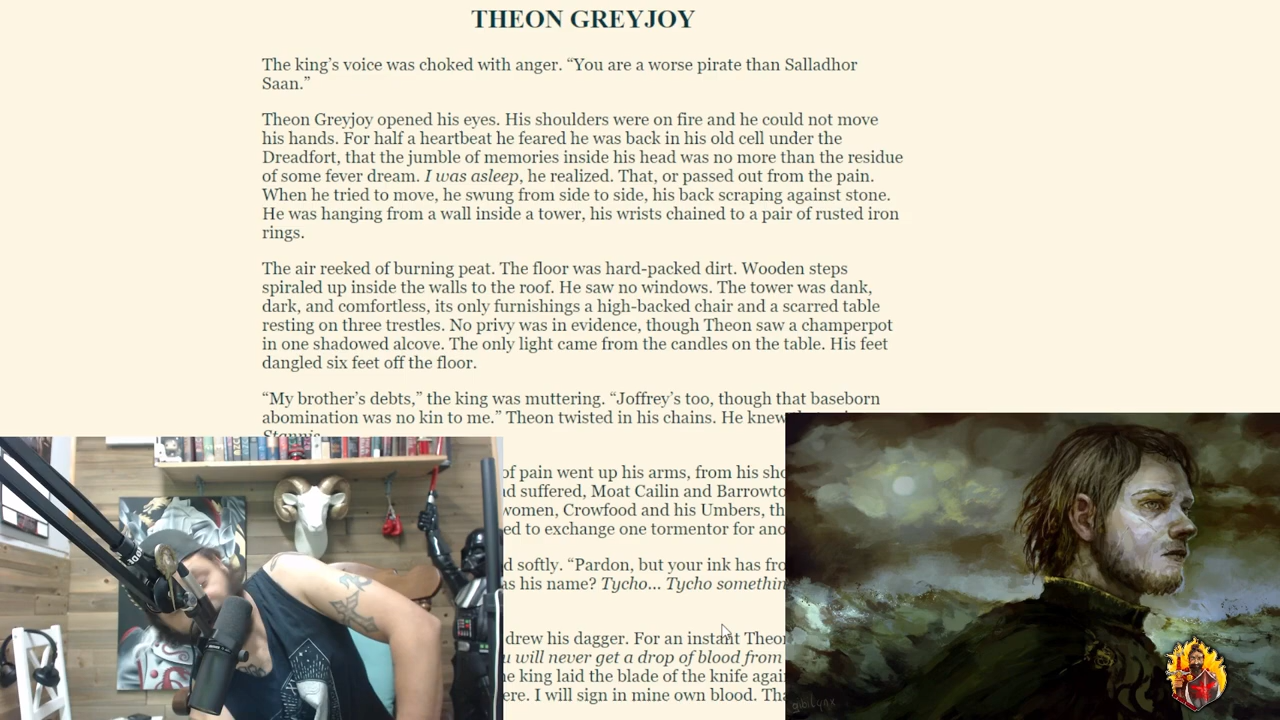 THEON GREYJOY
The king’s voice was choked with anger. “You are a worse pirate than Salladhor
Saan.”
Theon Greyjoy opened his eyes. His shoulders were on fire and he could not move
his hands. For half a heartbeat he feared he was back in his old cell under the
Dreadfort, that the jumble of memories inside his head was no more than the residue
of some fever dream. I was asleep, he realized. That, or passed out from the pain.
When he tried to move, he swung from side to side, his back scraping against stone.
He was hanging from a wall inside a tower, his wrists chained to a pair of rusted iron
rings.
The air reeked of burning peat. The floor was hard-packed dirt. Wooden steps
spiraled up inside the walls to the roof. He saw no windows. The tower was dank,
dark, and comfortless, its only furnishings a high-backed chair and a scarred table
resting on three trestles. No privy was in evidence, though Theon saw a champerpot
in one shadowed alcove. The only light came from the candles on the table. His feet
dangled six feet off the floor.
“My brother’s debts,” the king was muttering. “Joffrey’s too, though that baseborn
abomination was no kin to me.” Theon twisted in his chains. He knew
of pain went up his arms, from his
suffered, Moat Cailin and
women, Crowfood and his Umbers,
to exchange one tormentor for
softly. “Pardon, but your ink has
his name? Tycho... Tycho
drew his dagger. For an instant
will never get a drop of blood from
king laid the blade of the knife
I will sign in mine own blood.